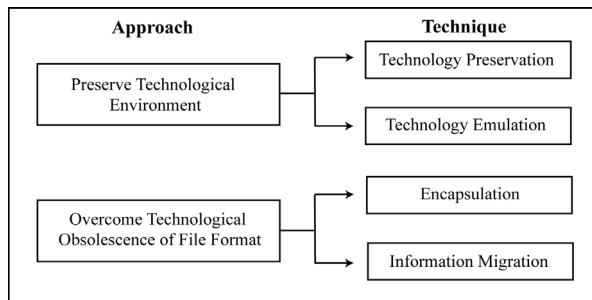 Approach
Technique
Preserve Technological
Environment
Technology Preservation
Technology Emulation
Overcome Technological
Obsolescence of File Format
Encapsulation
Information Migration